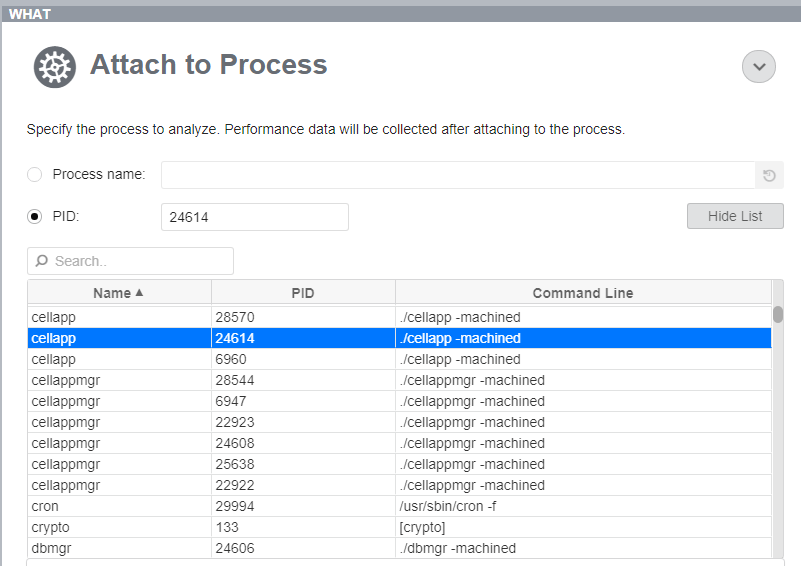 WHAT
Attach to Process
Specify the process to analyze. Performance data will be collected after attaching to the process.
Process name:
PID: 24614 Hide List
Search..
Name ▲ PID Command Line
cellapp 28570 ./cellapp -machined
cellapp 24614 ./cellapp -machined
cellapp 6960 ./cellapp -machined
cellappmgr 28544 ./cellappmgr -machined
cellappmgr 6947 ./cellappmgr -machined
cellappmgr 22923 ./cellappmgr -machined
cellappmgr 24608 ./cellappmgr -machined
cellappmgr 25638 ./cellappmgr -machined
cellappmgr 22922 ./cellappmgr -machined
cron 29994 /usr/sbin/cron -f
crypto 133 [crypto]
dbmgr 24606 ./dbmgr -machined